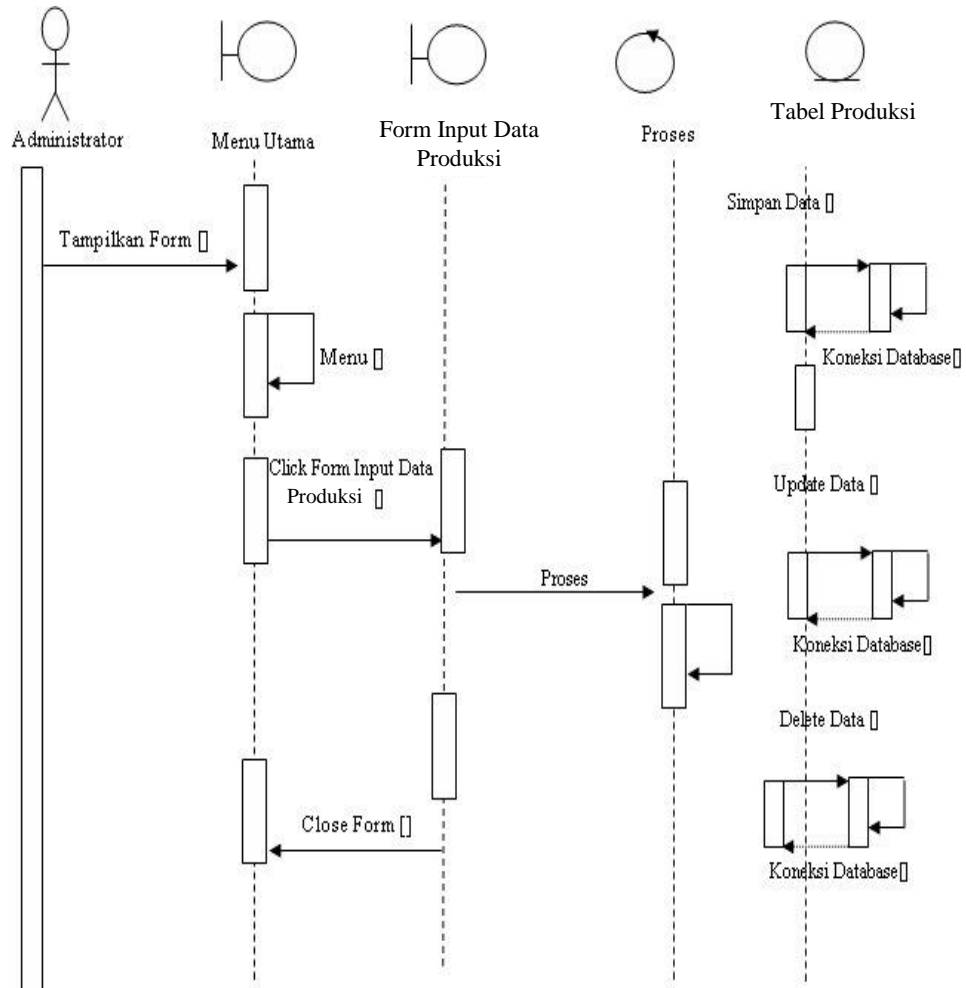 Administrator
Menu Utama
Form Input Data
Produksi
Proses
Tabel Produksi
Simpan Data []
Tampilkan Form []
Menu []
Koneksi Database[]
Click Form Input Data
Produksi []
Update Data []
Proses
Koneksi Database[]
Delete Data []
Close Form []
Koneksi Database[]